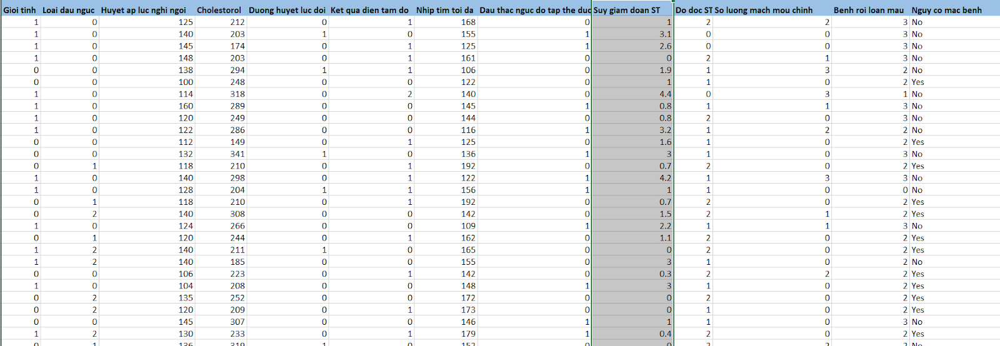 Gioi tinh Loai dau nguc Huyet ap luc nghi ngoi Cholestorol Duong huyet luc doi Ket qua dien tam do Nhip tim toi da Dau thac nguc do tap the duc Suy giam doan ST Do doc ST So luong mach mou chinh Benh roi loan mau Nguy co mac benh
1 0 125 212 0 1 168 0 1 2 2 3 No
1 0 140 203 1 0 155 1 3.1 0 0 3 No
1 0 145 174 0 1 125 1 2.6 0 0 3 No
1 0 148 203 0 1 161 0 0 2 1 3 No
0 0 138 294 1 1 106 0 1.9 1 3 2 No
0 0 100 248 0 0 122 0 1 1 0 2 Yes
1 0 114 318 0 2 140 0 4.4 0 3 1 No
1 0 160 289 0 0 145 1 0.8 1 1 3 No
1 0 120 249 0 0 144 0 0.8 2 0 3 No
1 0 122 286 0 0 116 1 3.2 1 2 2 No
0 0 112 149 0 1 125 0 1.6 1 0 2 Yes
0 0 132 341 1 0 136 1 3 1 0 3 No
0 1 118 210 0 1 192 0 0.7 2 0 2 Yes
1 0 140 298 0 1 122 1 4.2 1 3 3 No
1 0 128 204 1 1 156 1 1 1 0 0 No
0 1 118 210 0 1 192 0 0.7 2 0 2 Yes
0 2 140 308 0 0 142 0 1.5 2 1 2 Yes
1 0 124 266 0 0 109 1 2.2 1 1 3 No
0 1 120 244 0 1 162 0 1.1 2 0 2 Yes
1 2 140 211 1 0 165 0 0 2 0 2 Yes
1 2 140 185 0 0 155 0 3 1 0 2 No
0 0 106 223 0 1 142 0 0.3 2 2 2 Yes
1 0 104 208 0 0 148 1 3 1 0 2 Yes
0 2 135 252 0 0 172 0 0 2 0 2 Yes
0 2 120 209 0 1 173 0 0 1 0 2 Yes
0 0 145 307 0 0 146 1 1 1 0 3 No
1 2 130 233 0 1 179 1 0.4 2 0 2 Yes
0 1 136 319 1 0 152 0 0 2 2 2 No